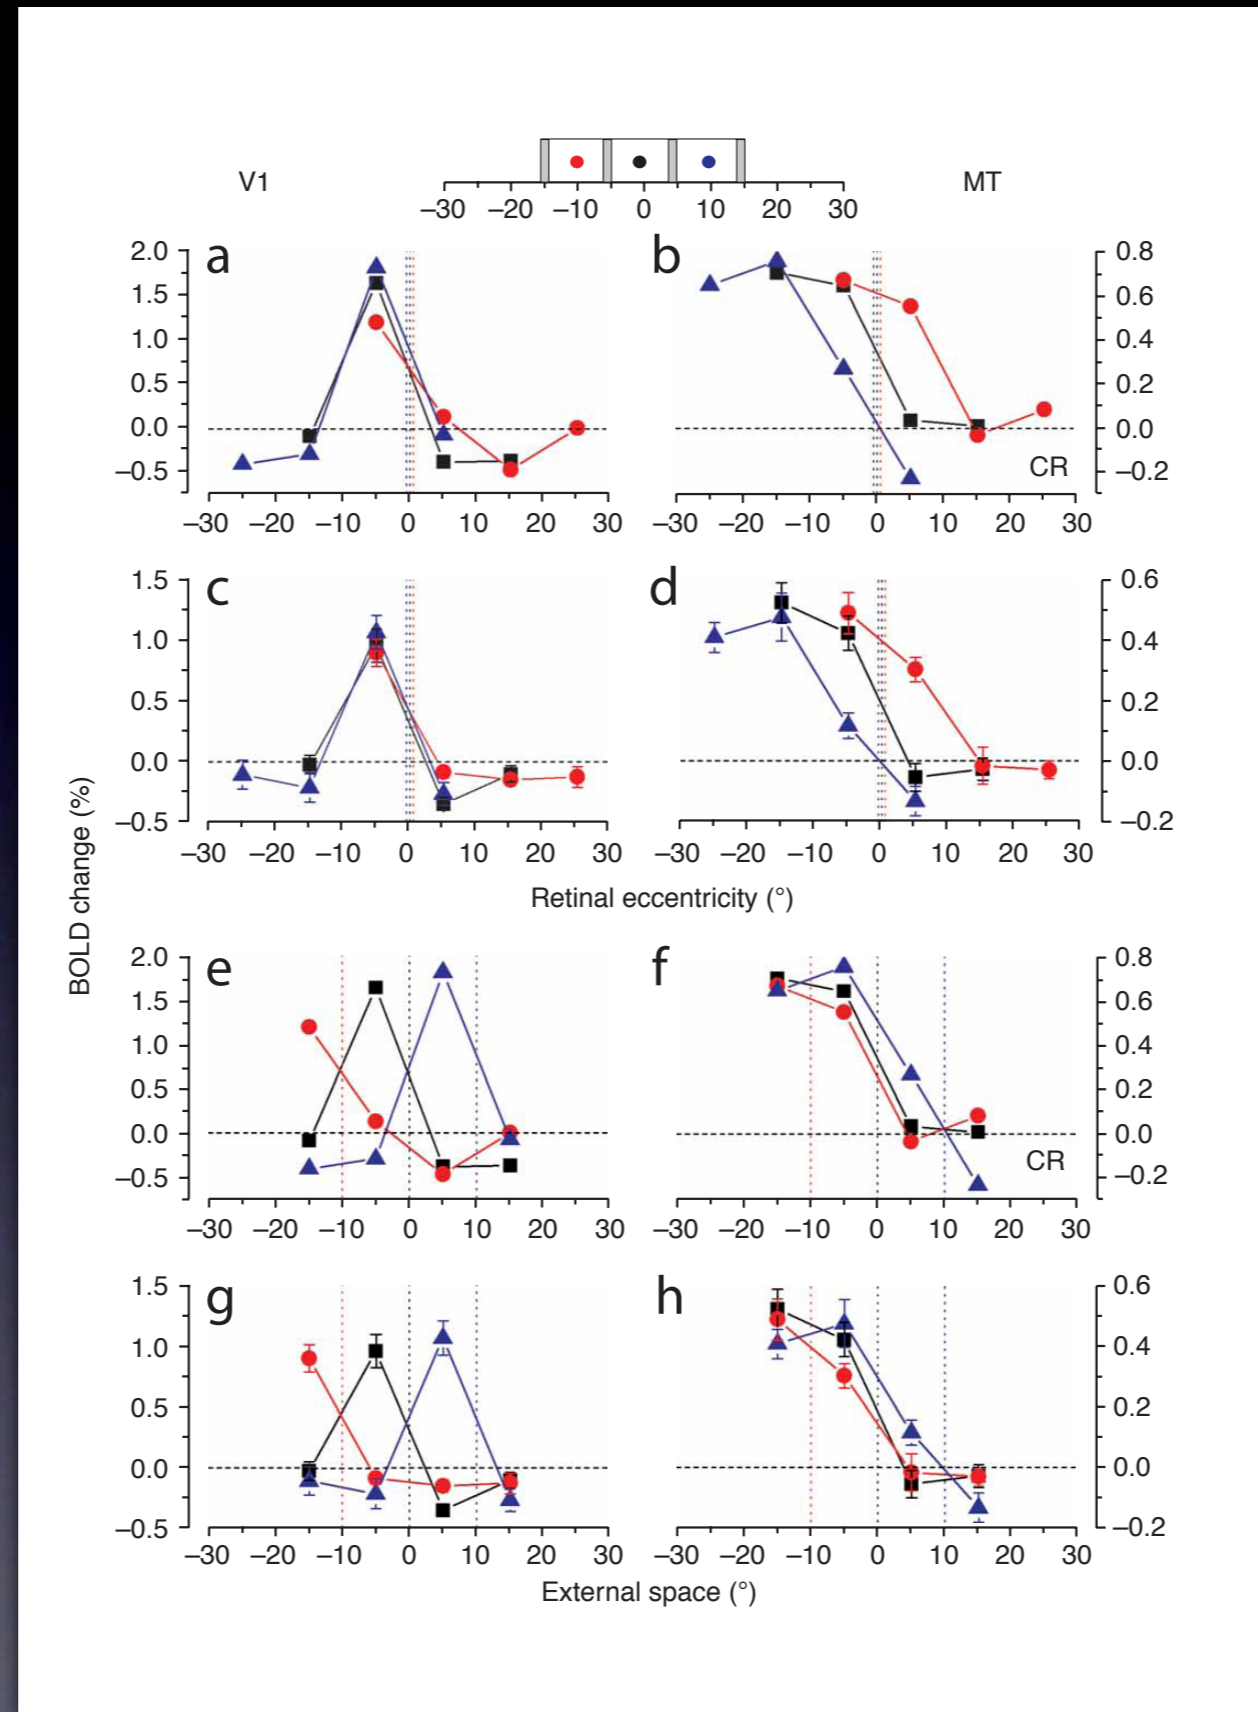 V1
MT
–30 –20 –10 0 10 20 30
a
2.0
1.5
1.0
0.5
0.0
–0.5
–30 –20 –10 0 10 20 30
b
0.8
0.6
0.4
0.2
0.0
–0.2
CR
–30 –20 –10 0 10 20 30
c
1.5
1.0
0.5
0.0
–0.5
–30 –20 –10 0 10 20 30
d
0.6
0.4
0.2
0.0
–0.2
–30 –20 –10 0 10 20 30
Retinal eccentricity (°)
BOLD change (%)
e
2.0
1.5
1.0
0.5
0.0
–0.5
–30 –20 –10 0 10 20 30
f
0.8
0.6
0.4
0.2
0.0
–0.2
CR
–30 –20 –10 0 10 20 30
g
1.5
1.0
0.5
0.0
–0.5
–30 –20 –10 0 10 20 30
h
0.6
0.4
0.2
0.0
–0.2
–30 –20 –10 0 10 20 30
External space (°)